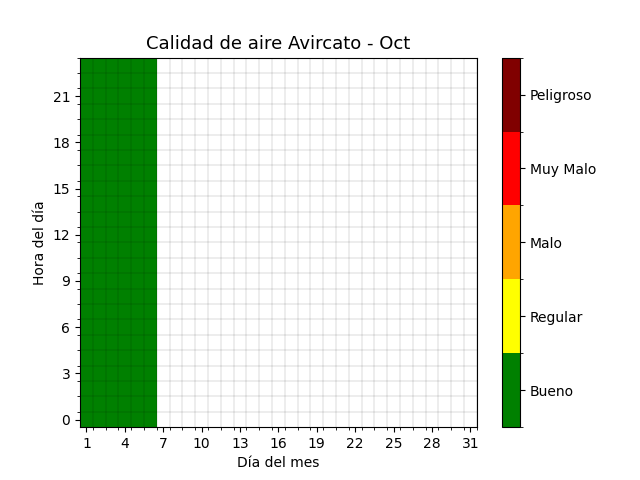 Calidad de aire Avircato - Oct
Hora del día
21
18
15
12
9
6
3
0
1 4 7 10 13 16 19 22 25 28 31
Día del mes
Peligroso
Muy Malo
Malo
Regular
Bueno